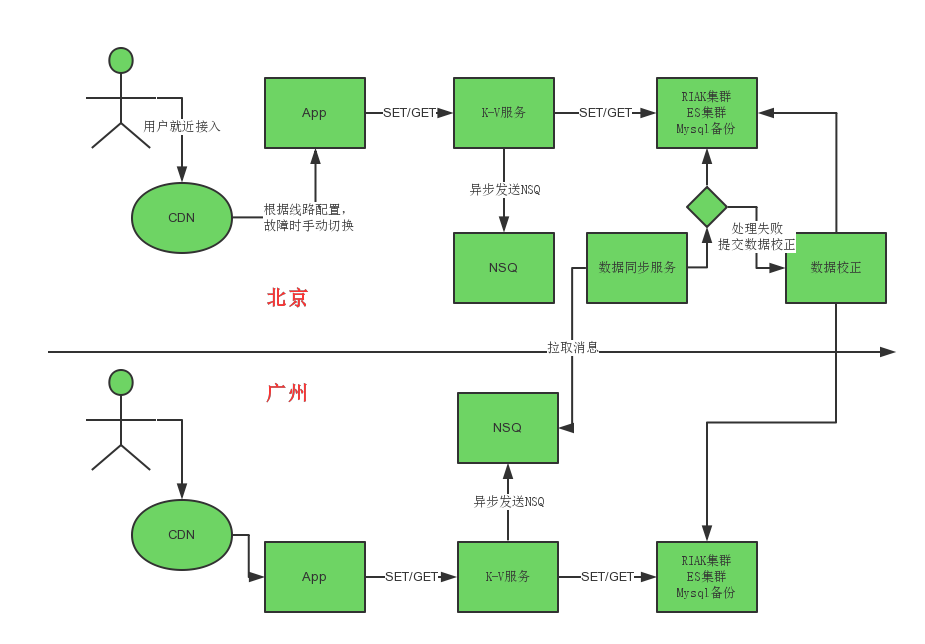 用户就近接入
CDN
根据线路配置，
故障时手动切换
App
SET/GET
K-V服务
SET/GET
RIAK集群
ES集群
Mysql备份
异步发送NSQ
NSQ
数据同步服务
处理失败
提交数据校正
数据校正
北京
拉取消息
广州
NSQ
异步发送NSQ
CDN
App
SET/GET
K-V服务
SET/GET
RIAK集群
ES集群
Mysql备份